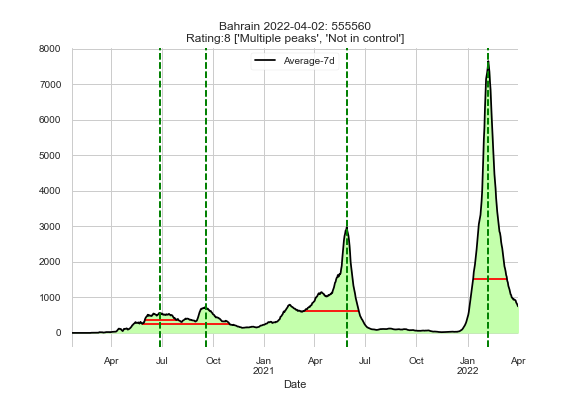 Bahrain 2022-04-02: 555560
Rating:8 ['Multiple peaks', 'Not in control']
Average-7d
8000
7000
6000
5000
4000
3000
2000
1000
0
Apr
Jul
Oct
Jan
2021
Apr
Jul
Oct
Jan
2022
Apr
Date